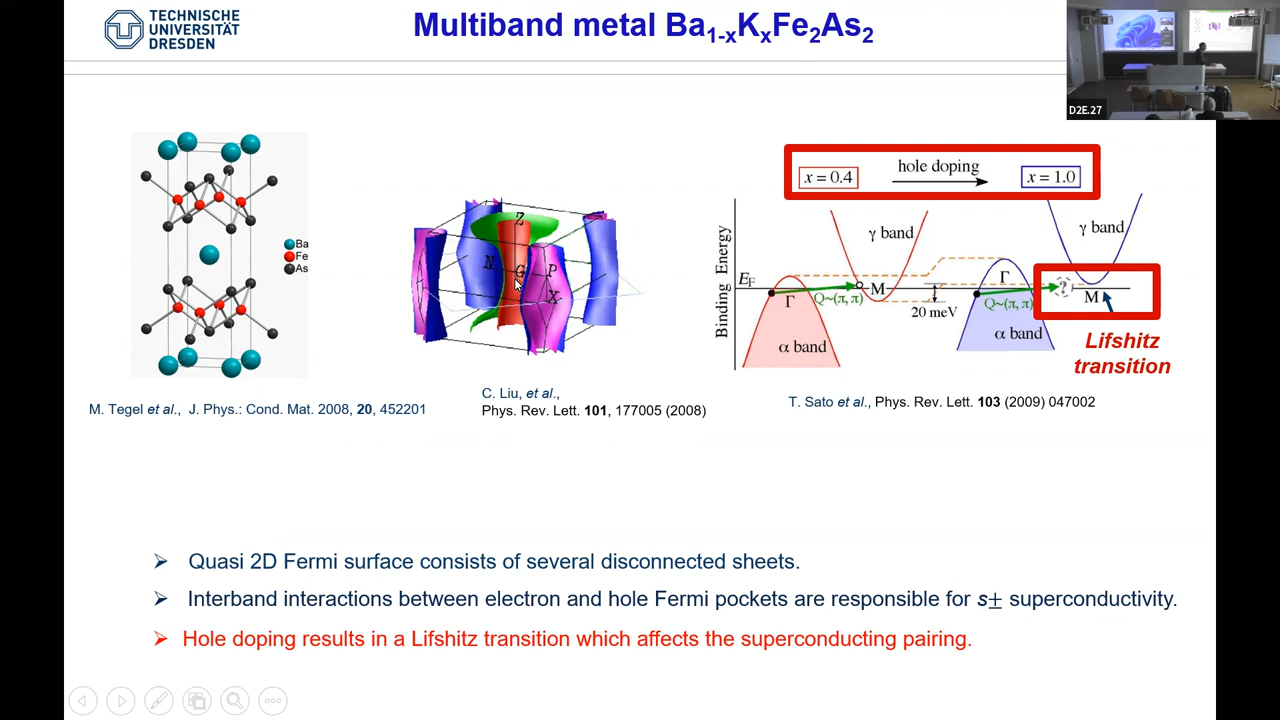 TECHNISCHE
UNIVERSITÄT
DRESDEN
Multiband metal Ba1-xKxFe2As2
D2E.27
Ba
Fe
As
Z
N
G
P
X
x = 0.4
hole doping
x = 1.0
Binding Energy
EF
γ band
M
Γ
Q~(π, π)
α band
20 meV
γ band
Γ
?
M
Q~(π, π)
α band
Lifshitz
transition
M. Tegel et al., J. Phys.: Cond. Mat. 2008, 20, 452201
C. Liu, et al.,
Phys. Rev. Lett. 101, 177005 (2008)
T. Sato et al., Phys. Rev. Lett. 103 (2009) 047002
➢ Quasi 2D Fermi surface consists of several disconnected sheets.
➢ Interband interactions between electron and hole Fermi pockets are responsible for s± superconductivity.
➢ Hole doping results in a Lifshitz transition which affects the superconducting pairing.